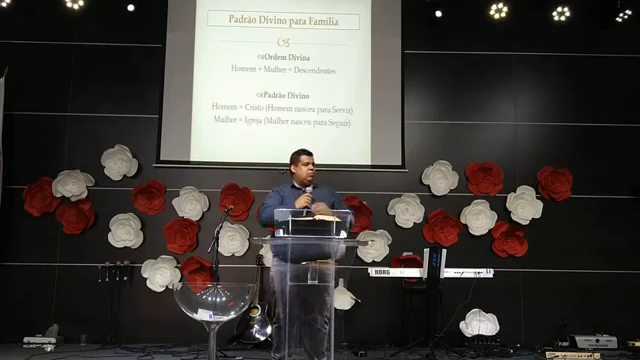 Padrão Divino para Família
Ordem Divina
Homem + Mulher = Descendentes
Padrão Divino
Homem = Cristo (Homem nasceu para Servir)
Mulher = Igreja (Mulher nasceu para Seguir)
KORG